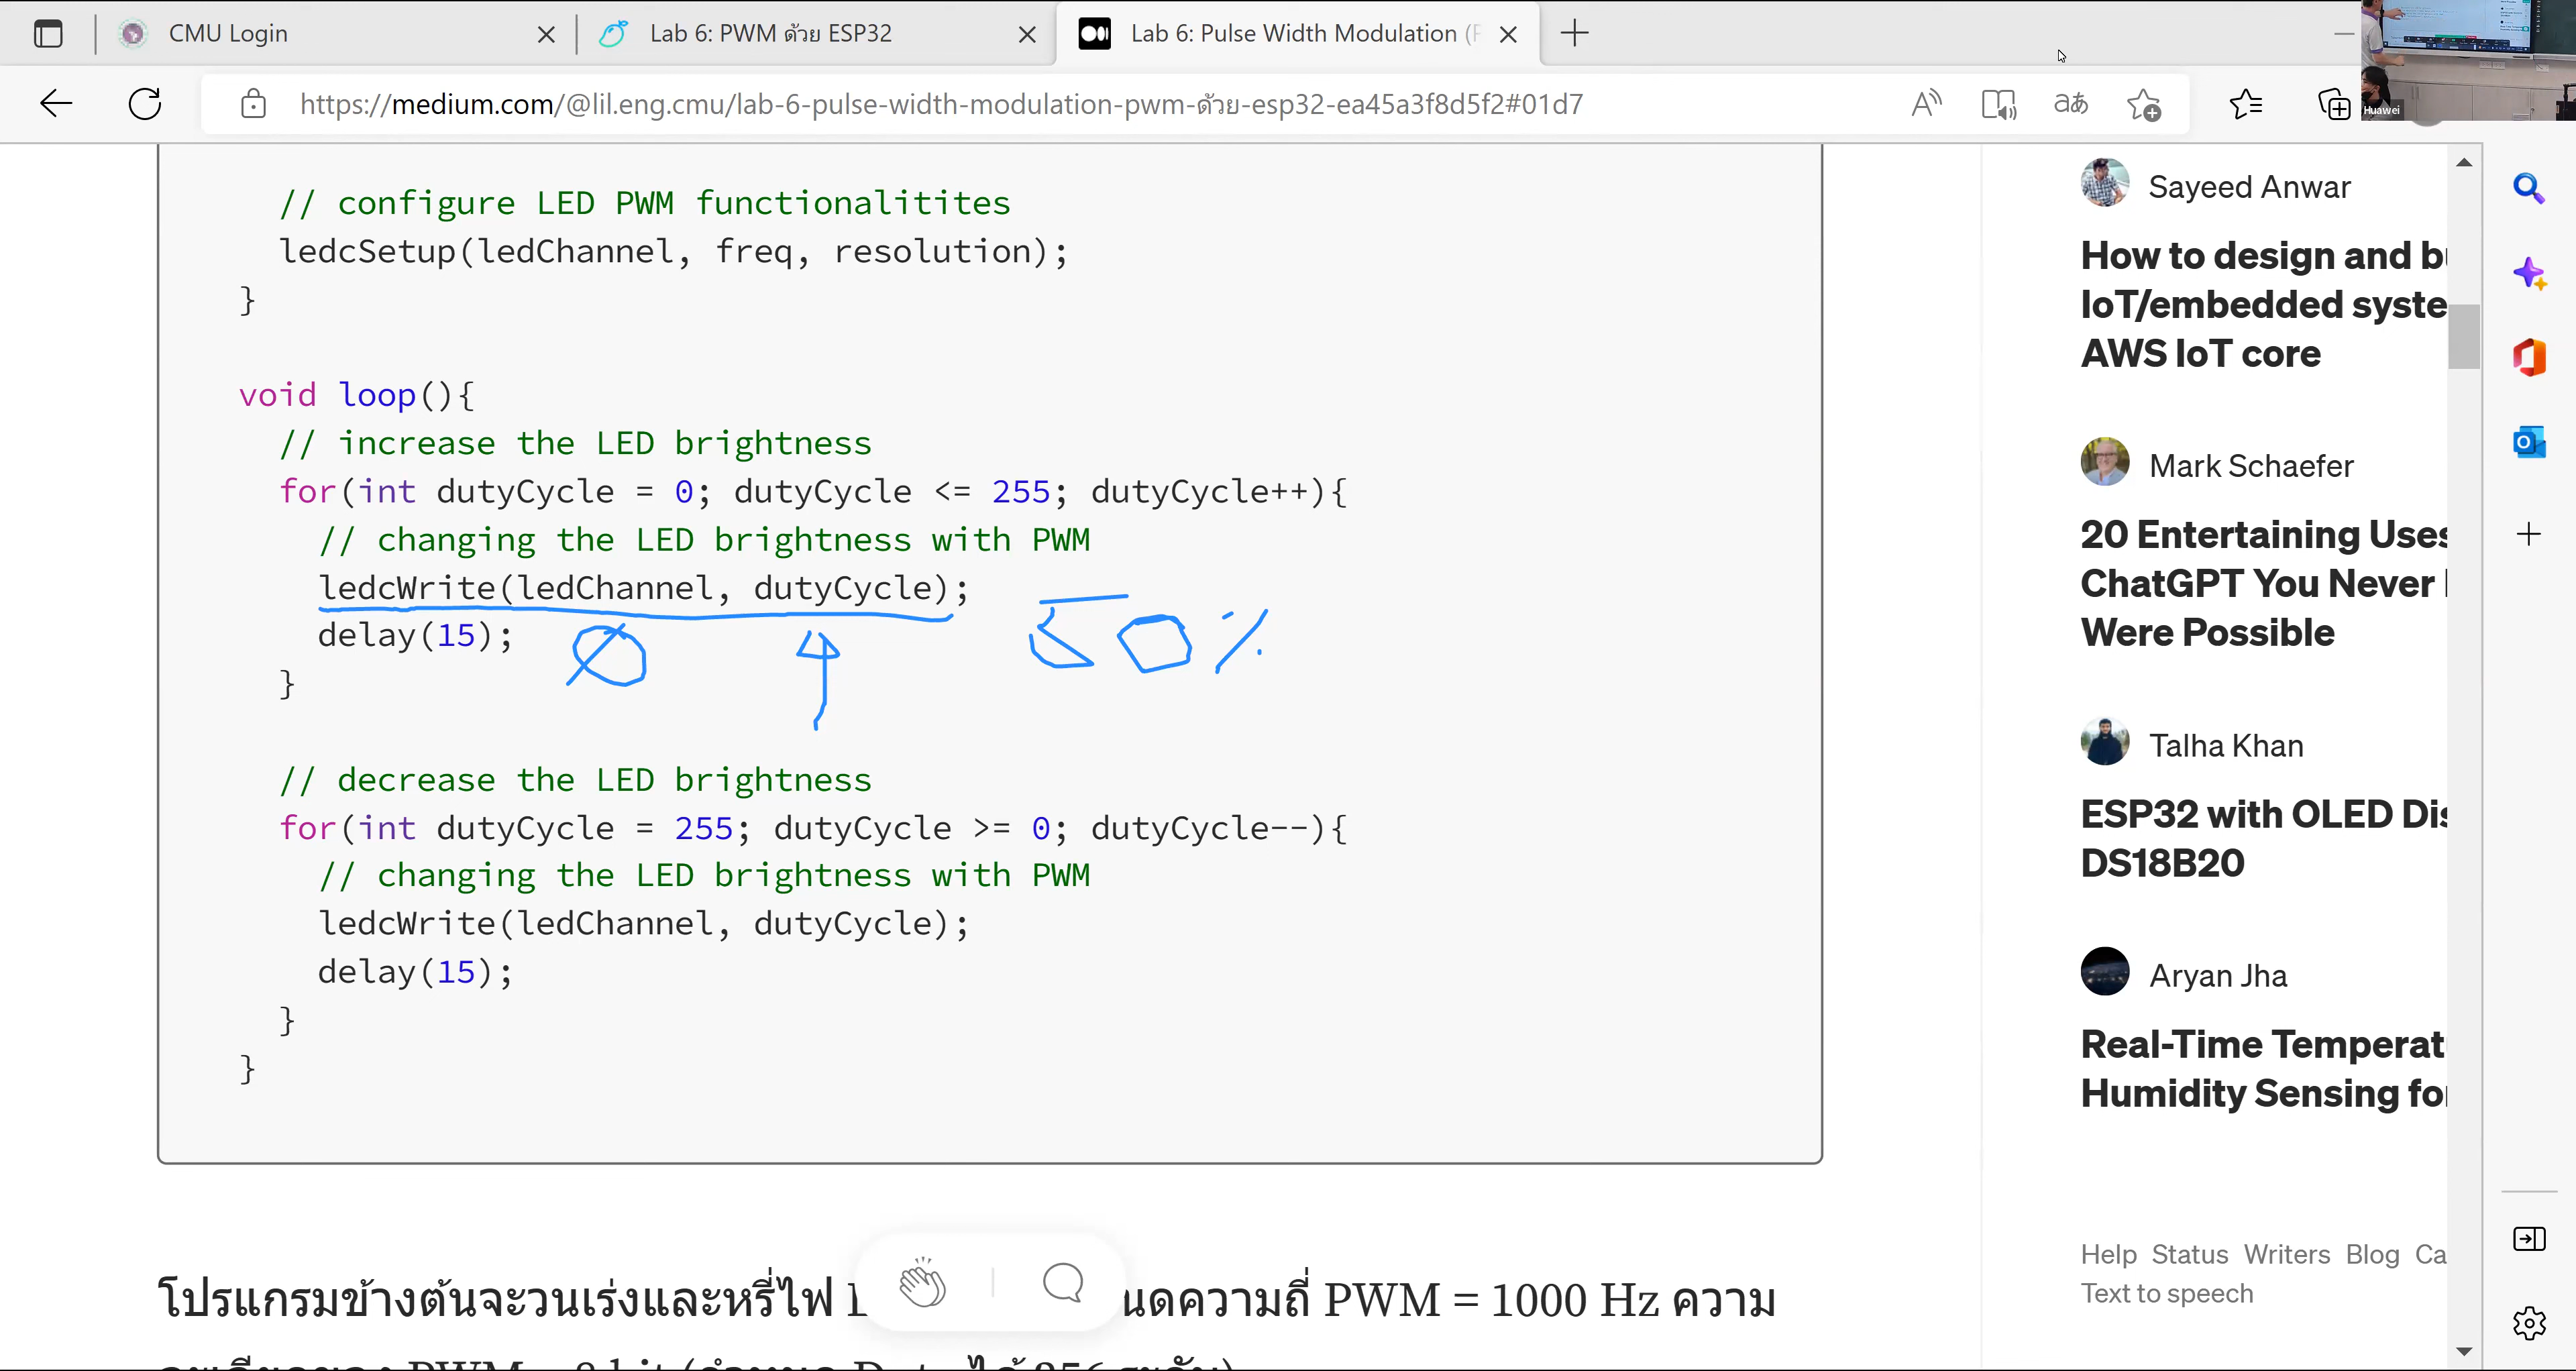 CMU Login
Lab 6: PWM ด้วย ESP32
Lab 6: Pulse Width Modulation (P
https://medium.com/@lil.eng.cmu/lab-6-pulse-width-modulation-pwm-ด้วย-esp32-ea45a3f8d5f2#01d7
Huawei
// configure LED PWM functionalitites
ledcSetup(ledChannel, freq, resolution);
}
void loop(){
// increase the LED brightness
for(int dutyCycle = 0; dutyCycle <= 255; dutyCycle++){
// changing the LED brightness with PWM
ledcWrite(ledChannel, dutyCycle);
delay(15);
0
50%
}
// decrease the LED brightness
for(int dutyCycle = 255; dutyCycle >= 0; dutyCycle--){
// changing the LED brightness with PWM
ledcWrite(ledChannel, dutyCycle);
delay(15);
}
}
โปรแกรมข้างต้นจะวนเร่งและหรี่ไฟ
ความถี่ PWM = 1000 Hz ความ
Sayeed Anwar
How to design and bu
IoT/embedded syste
AWS IoT core
Mark Schaefer
20 Entertaining Uses
ChatGPT You Never
Were Possible
Talha Khan
ESP32 with OLED Dis
DS18B20
Aryan Jha
Real-Time Temperat
Humidity Sensing for
Help Status Writers Blog Ca
Text to speech